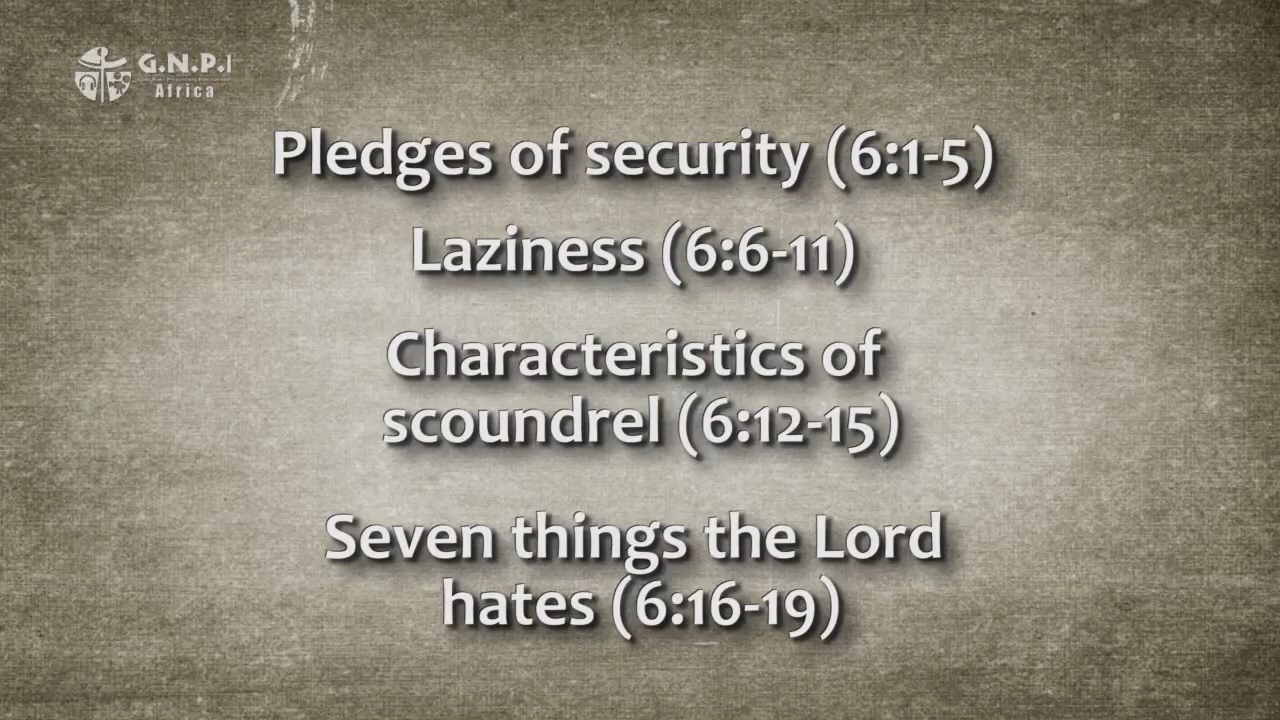 G.N.P.I
Africa
Pledges of security (6:1-5)
Laziness (6:6-11)
Characteristics of
scoundrel (6:12-15)
Seven things the Lord
hates (6:16-19)